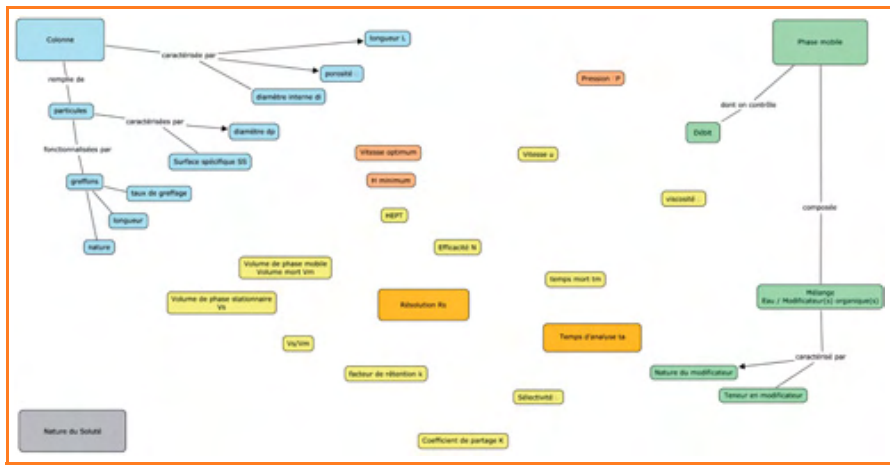 Colonne
longueur L
Phase mobile
caractérisée par
porosité
Pression P
remplie de
diamètre interne di
dont on contrôle
particules
caractérisées par
diamètre dp
Débit
fonctionnalisées par
Vitesse optimum
Vitesse u
Surface spécifique SS
H minimum
greffons
taux de greffage
viscosité
composée
longueur
HEPT
nature
Efficacité N
Volume de phase mobile
Volume mort Vm
temps mort tm
Volume de phase stationnaire
Vs
Résolution Rs
Mélange
Eau / Modificateur(s) organique(s)
Vs/Vm
Temps d'analyse ta
caractérisé par
facteur de rétention k
Nature du modificateur
Sélectivité
Teneur en modificateur
Nature du Soluté
Coefficient de partage K